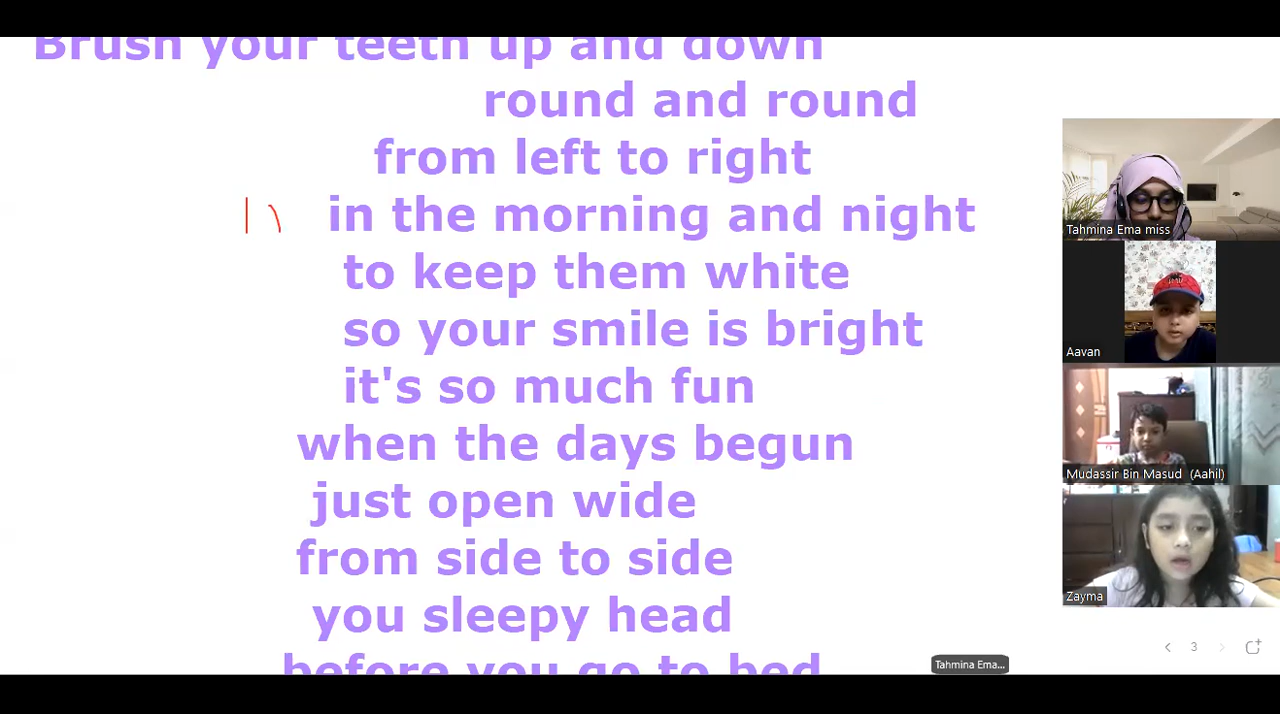 Brush your teeth up and down
round and round
from left to right
in the morning and night
to keep them white
so your smile is bright
it's so much fun
when the days begun
just open wide
from side to side
you sleepy head
before you go to bed
Tahmina Ema miss
Aavan
Mudassir Bin Masud (Aahil)
Zayma
3
Tahmina Ema...